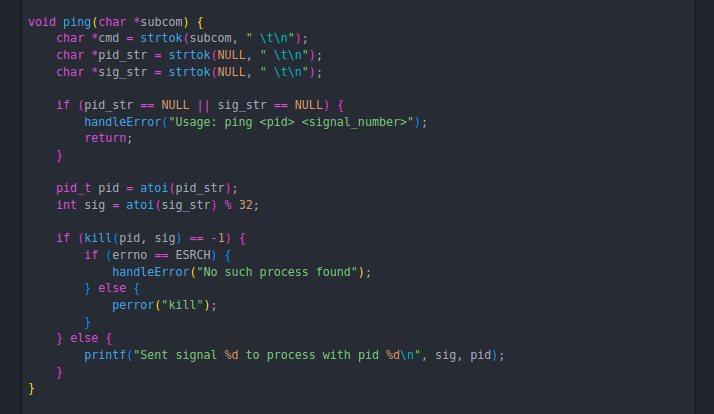 void ping(char *subcom) {
    char *cmd = strtok(subcom, " \t\n");
    char *pid_str = strtok(NULL, " \t\n");
    char *sig_str = strtok(NULL, " \t\n");

    if (pid_str == NULL || sig_str == NULL) {
        handleError("Usage: ping <pid> <signal_number>");
        return;
    }

    pid_t pid = atoi(pid_str);
    int sig = atoi(sig_str) % 32;

    if (kill(pid, sig) == -1) {
        if (errno == ESRCH) {
            handleError("No such process found");
        } else {
            perror("kill");
        }
    } else {
        printf("Sent signal %d to process with pid %d\n", sig, pid);
    }
}